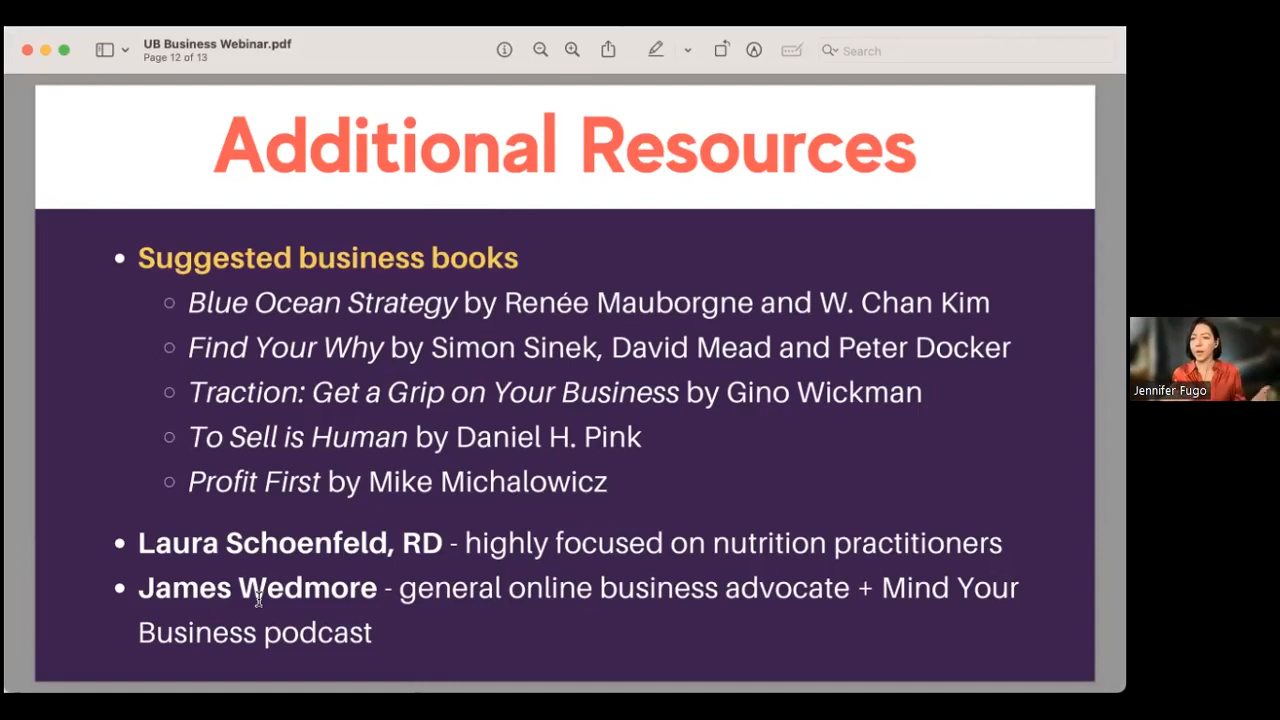 UB Business Webinar.pdf
Page 12 of 13
Search
Additional Resources
• Suggested business books
○ Blue Ocean Strategy by Renée Mauborgne and W. Chan Kim
○ Find Your Why by Simon Sinek, David Mead and Peter Docker
○ Traction: Get a Grip on Your Business by Gino Wickman
○ To Sell is Human by Daniel H. Pink
○ Profit First by Mike Michalowicz
• Laura Schoenfeld, RD - highly focused on nutrition practitioners
• James Wedmore - general online business advocate + Mind Your
Business podcast
Jennifer Fugo